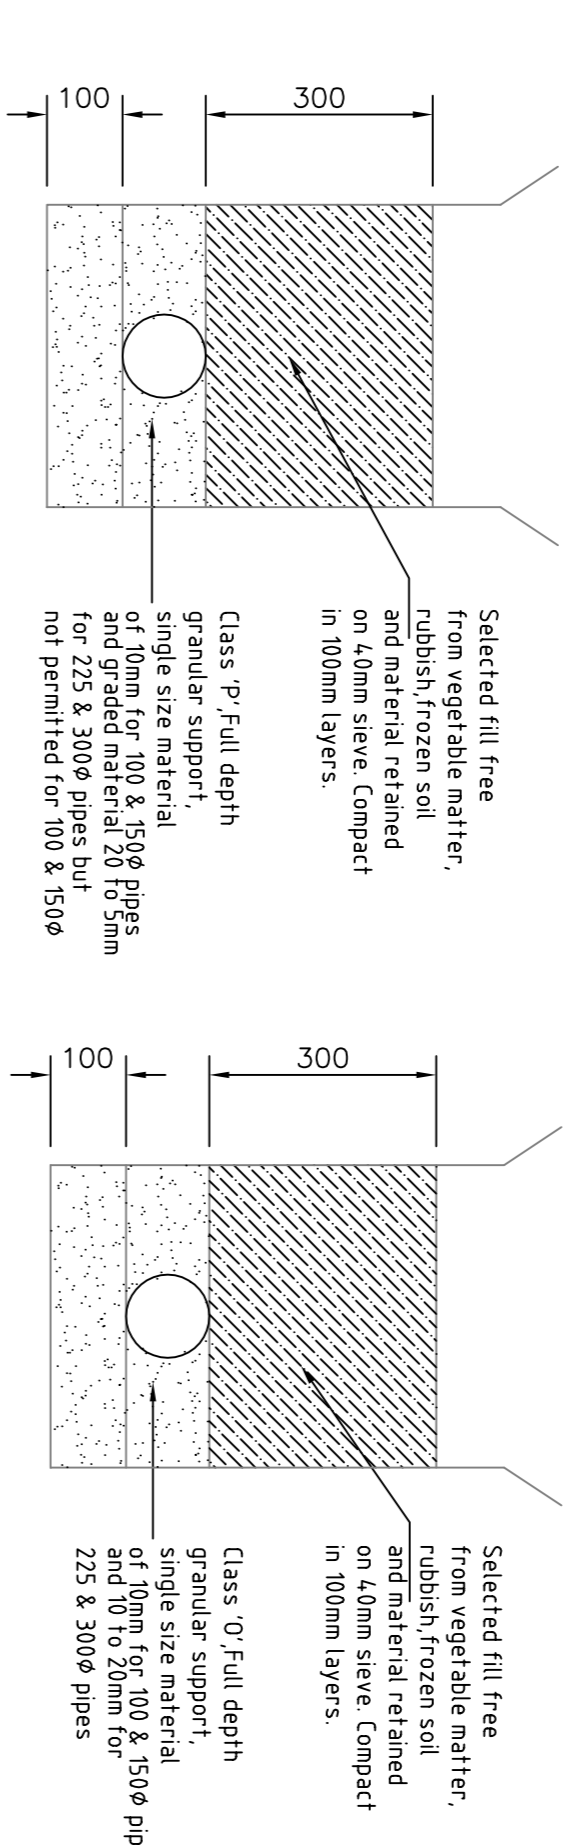 100
300
Selected fill free
from vegetable matter,
rubbish,frozen soil
and material retained
on 40mm sieve. Compact
in 100mm layers.
Class 'P',Full depth
granular support,
single size material
of 10mm for 100 & 150ø pipes
and graded material 20 to 5mm
for 225 & 300ø pipes but
not permitted for 100 & 150ø
100
300
Selected fill free
from vegetable matter,
rubbish,frozen soil
and material retained
on 40mm sieve. Compact
in 100mm layers.
Class 'O',Full depth
granular support,
single size material
of 10mm for 100 & 150ø pip
and 10 to 20mm for
225 & 300ø pipes